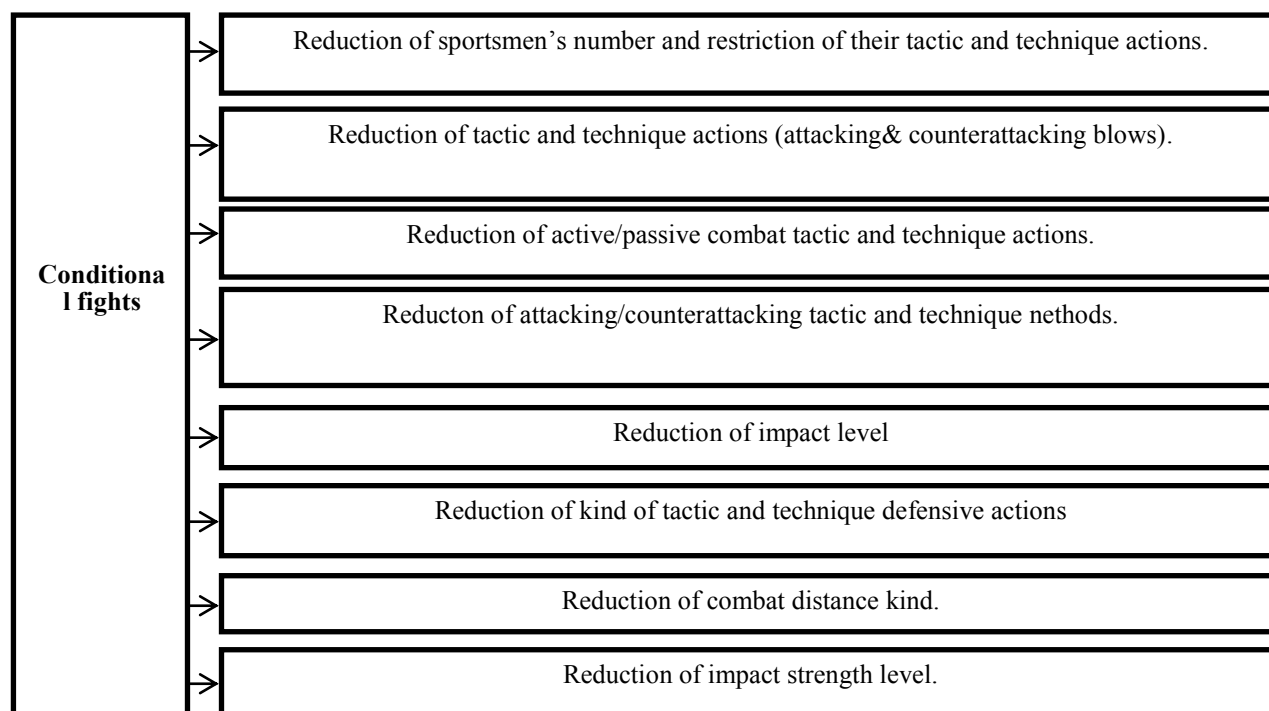 Reduction of sportsmen’s number and restriction of their tactic and technique actions.
Reduction of tactic and technique actions (attacking& counterattacking blows).
Reduction of active/passive combat tactic and technique actions.
Conditiona
l fights
Reducton of attacking/counterattacking tactic and technique nethods.
Reduction of impact level
Reduction of kind of tactic and technique defensive actions
Reduction of combat distance kind.
Reduction of impact strength level.